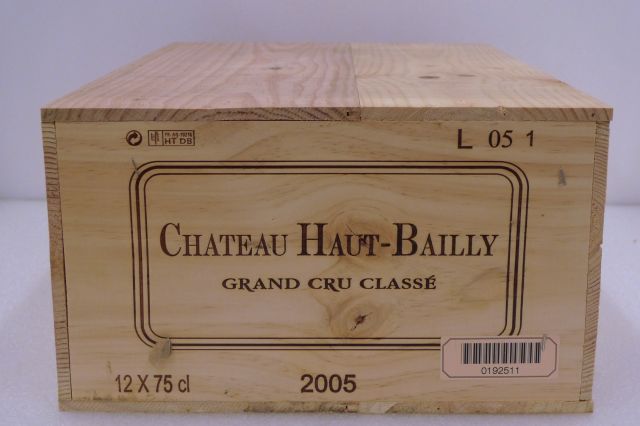 HT DB
L 05 1
CHATEAU HAUT-BAILLY
GRAND CRU CLASSÉ
12 X 75 cl
2005
0192511